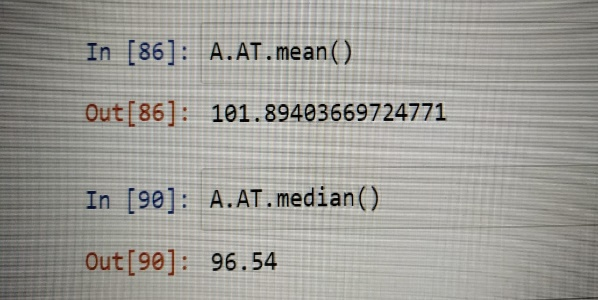 In [86]: A.AT.mean()
Out[86]: 101.89403669724771
In [90]: A.AT.median()
Out[90]: 96.54